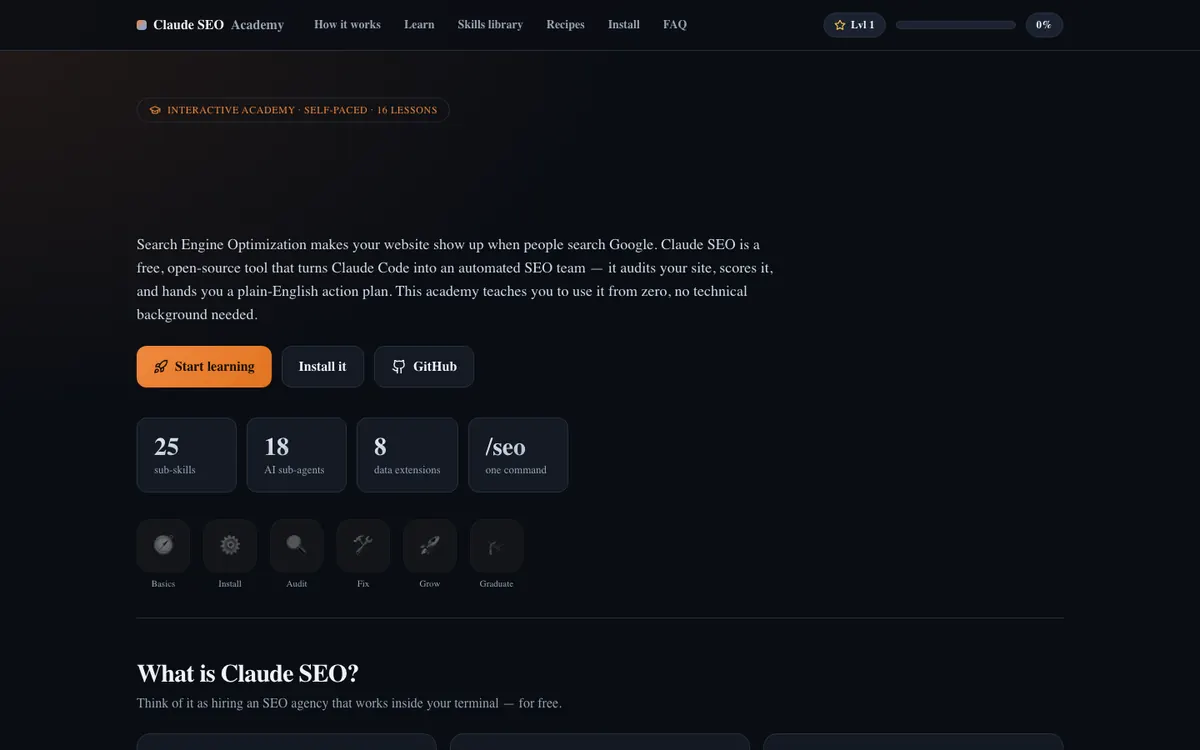 Claude SEO Academy How it works Learn Skills library Recipes Install FAQ Lvl 1 0%
INTERACTIVE ACADEMY · SELF-PACED · 16 LESSONS
Search Engine Optimization makes your website show up when people search Google. Claude SEO is a
free, open-source tool that turns Claude Code into an automated SEO team — it audits your site, scores it,
and hands you a plain-English action plan. This academy teaches you to use it from zero, no technical
background needed.
Start learning Install it GitHub
25 18 8 /seo
sub-skills AI sub-agents data extensions one command
Basics Install Audit Fix Grow Graduate
What is Claude SEO?
Think of it as hiring an SEO agency that works inside your terminal — for free.